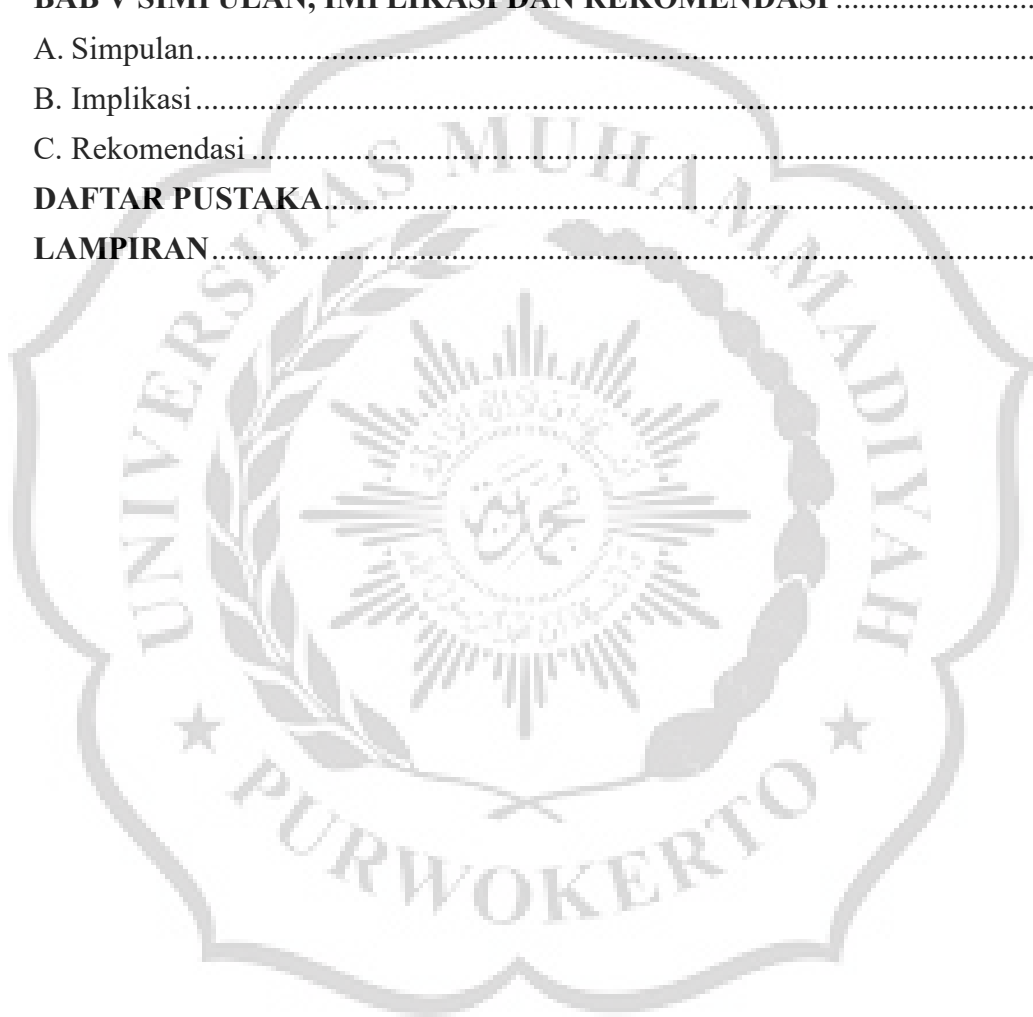 BAB V SIMPULAN, IMPLIKASI DAN REKOMENDASI ........................
A. Simpulan................................................................................
B. Implikasi................................................................................
C. Rekomendasi ........................................................................
DAFTAR PUSTAKA.....................................................................
LAMPIRAN................................................................................
UNIVERSITAS MUHAMMADIYAH
PURWOKERTO